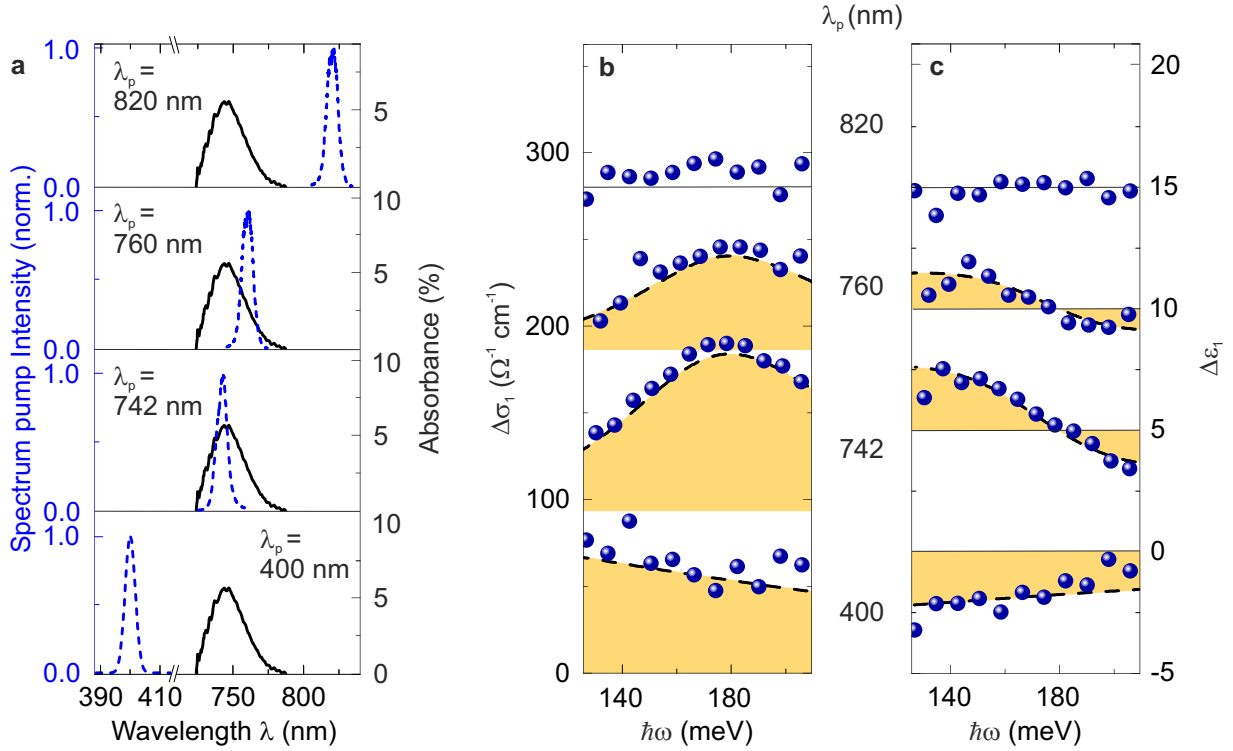 a
Spectrum pump Intensity (norm.)
1.0
0.0
1.0
0.0
1.0
0.0
1.0
0.0
λp =
820 nm
λp =
760 nm
λp =
742 nm
λp =
400 nm
5
0
10
5
0
10
5
0
10
5
0
Absorbance (%)
390
410
750
800
Wavelength λ (nm)
b
Δσ1 (Ω-1 cm-1)
300
200
100
0
140
180
ħω (meV)
λp (nm)
820
760
742
400
c
20
15
10
5
0
-5
Δε1
140
180
ħω (meV)